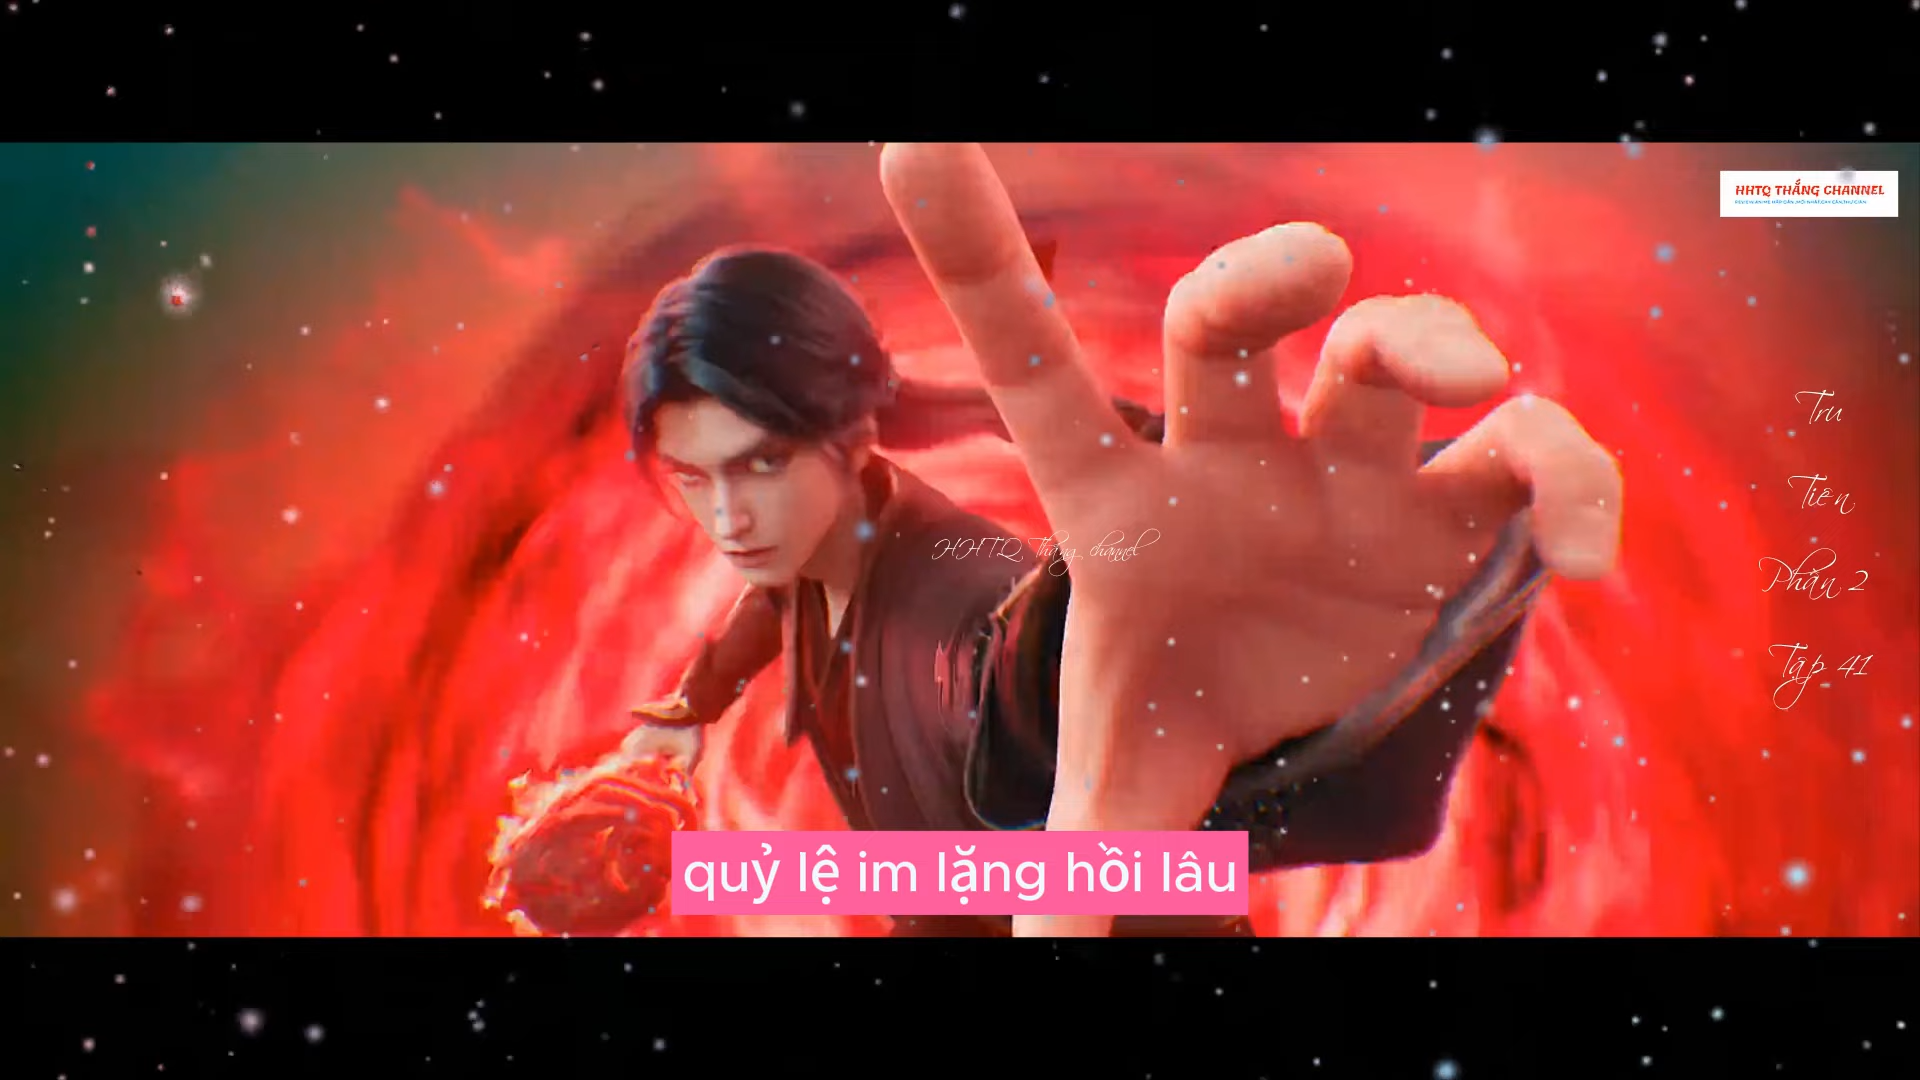 HHTQ THẮNG CHANNEL
Tru
Tiên
HHTQ Thắng channel
Phần 2
Tập 41
quỷ lệ im lặng hồi lâu